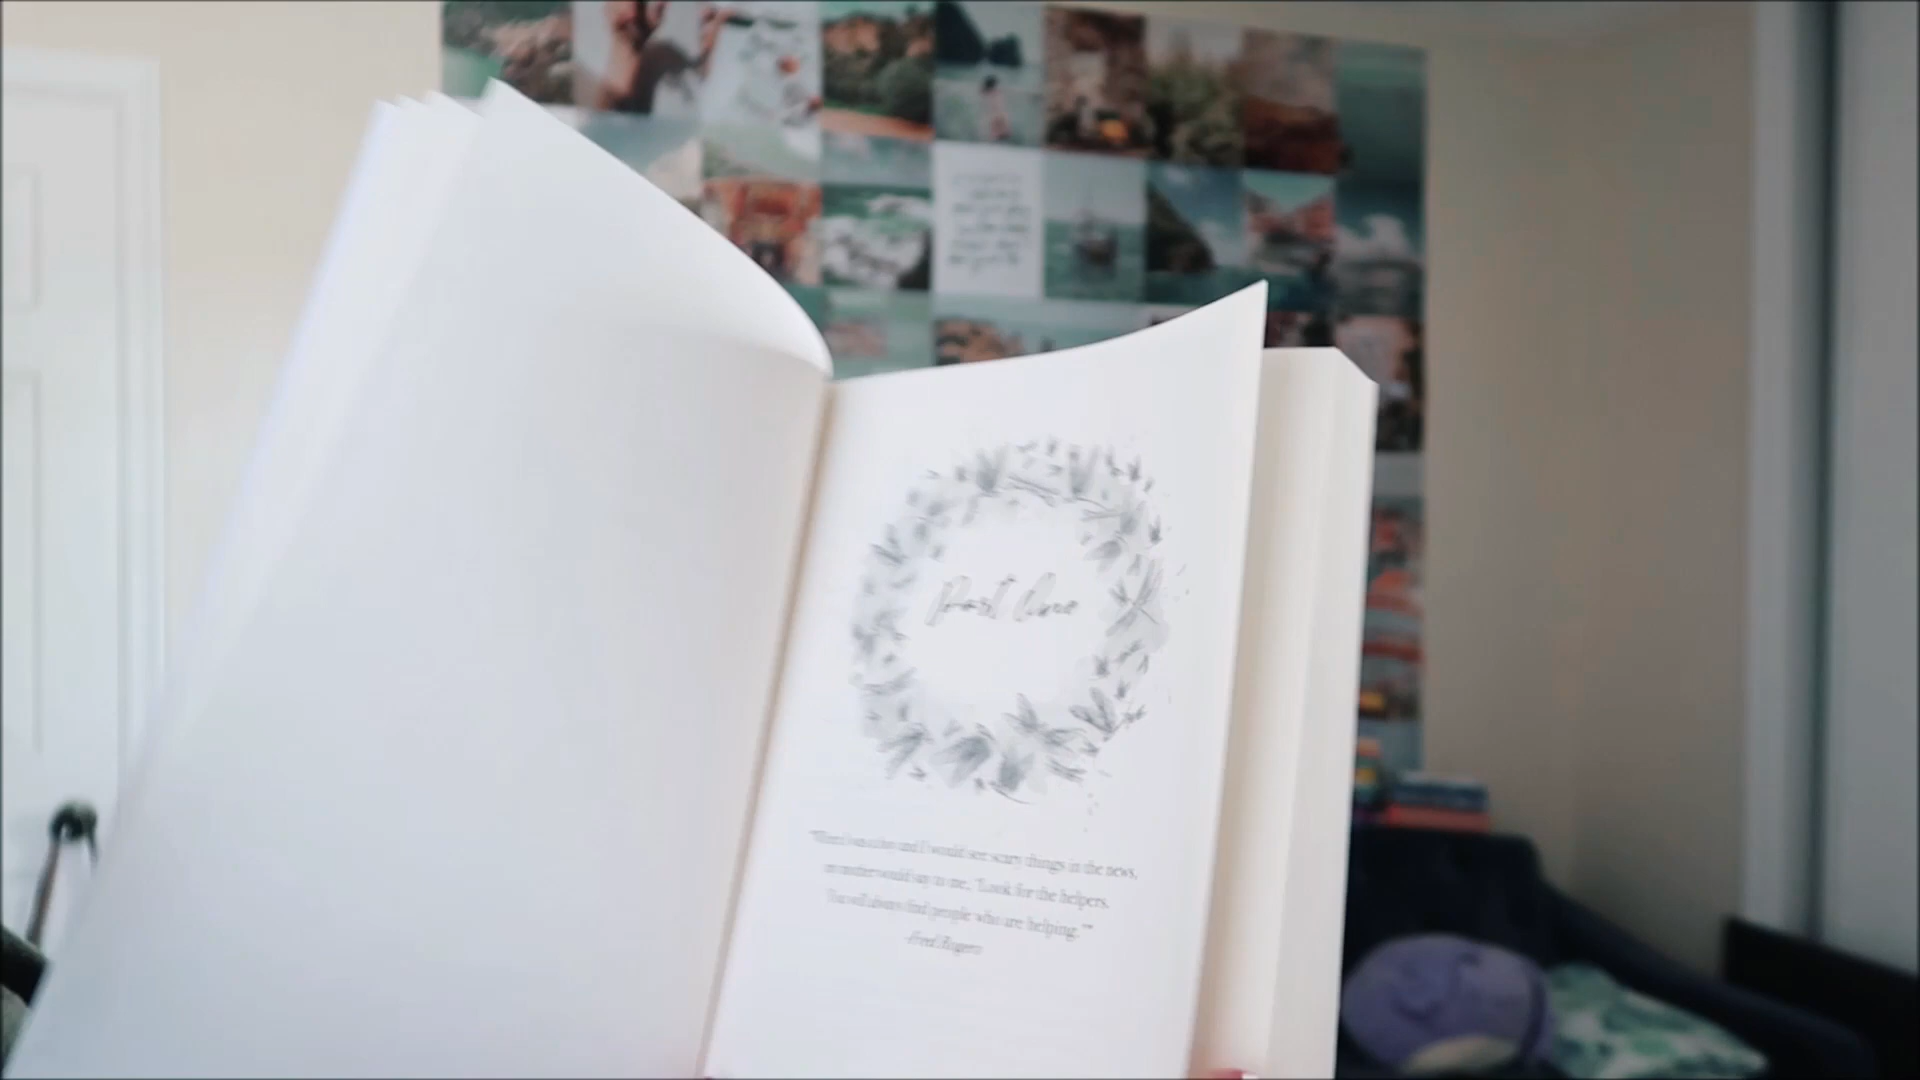 Part One
"When I was a boy and I would see scary things in the news,
my mother would say to me, "Look for the helpers.
You will always find people who are helping.""
-Fred Rogers